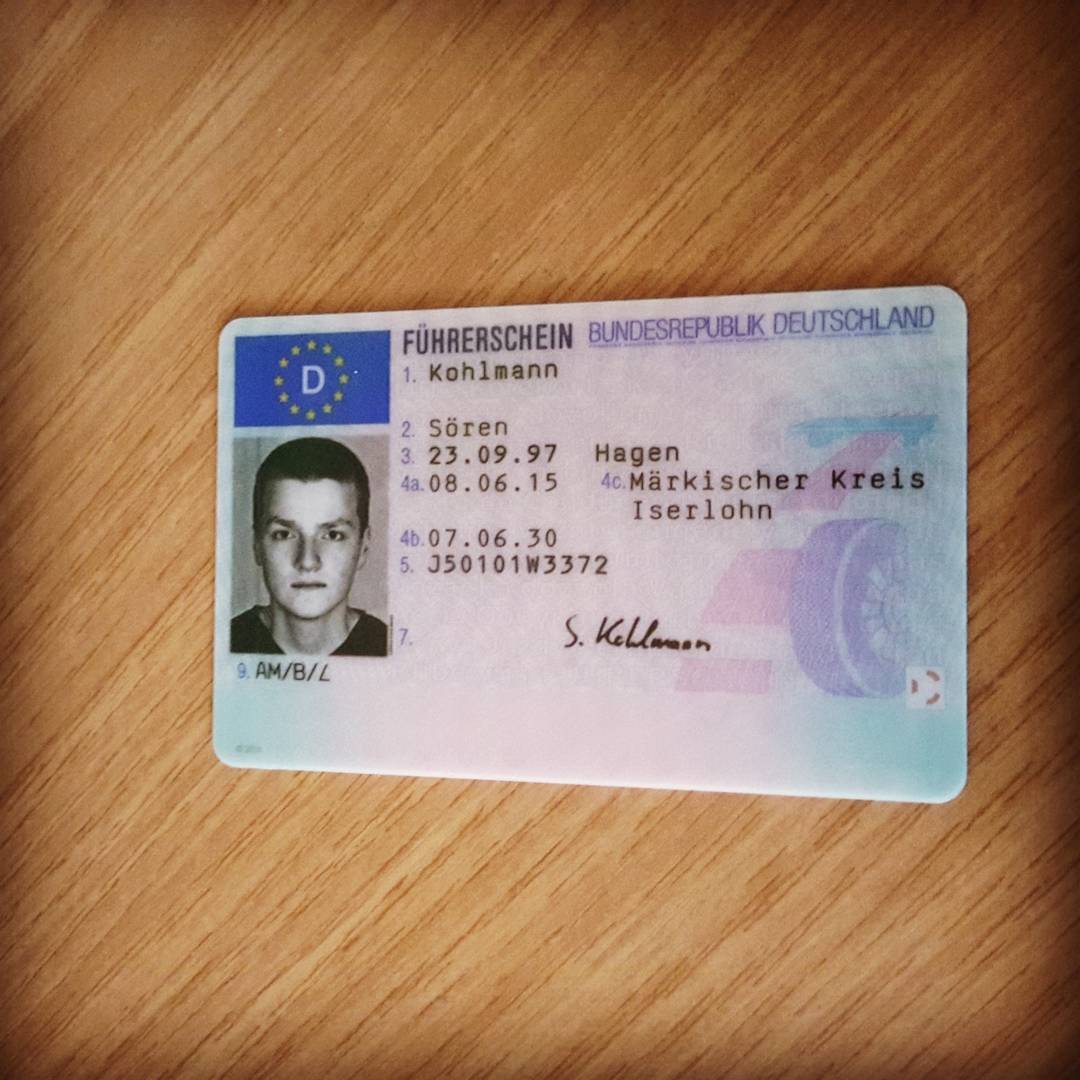 D
FÜHRERSCHEIN BUNDESREPUBLIK DEUTSCHLAND
1. Kohlmann
2. Sören
3. 23.09.97 Hagen
4a. 08.06.15 4c. Märkischer Kreis
Iserlohn
4b. 07.06.30
5. J50101W3372
7. S. Kohlmann
9. AM/B/L